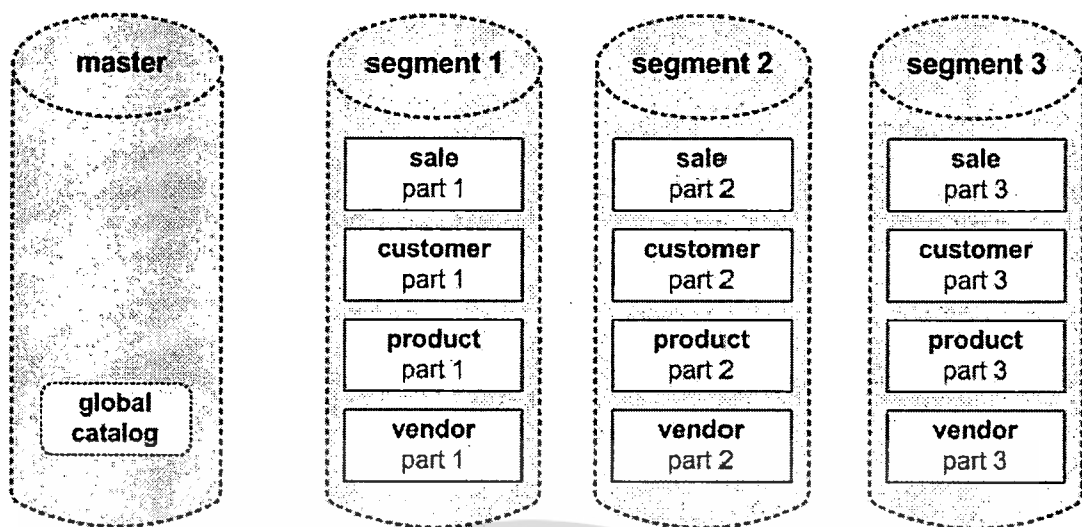 master
segment 1
segment 2
segment 3
sale
part 1
sale
part 2
sale
part 3
customer
part 1
customer
part 2
customer
part 3
product
part 1
product
part 2
product
part 3
global
catalog
vendor
part 1
vendor
part 2
vendor
part 3